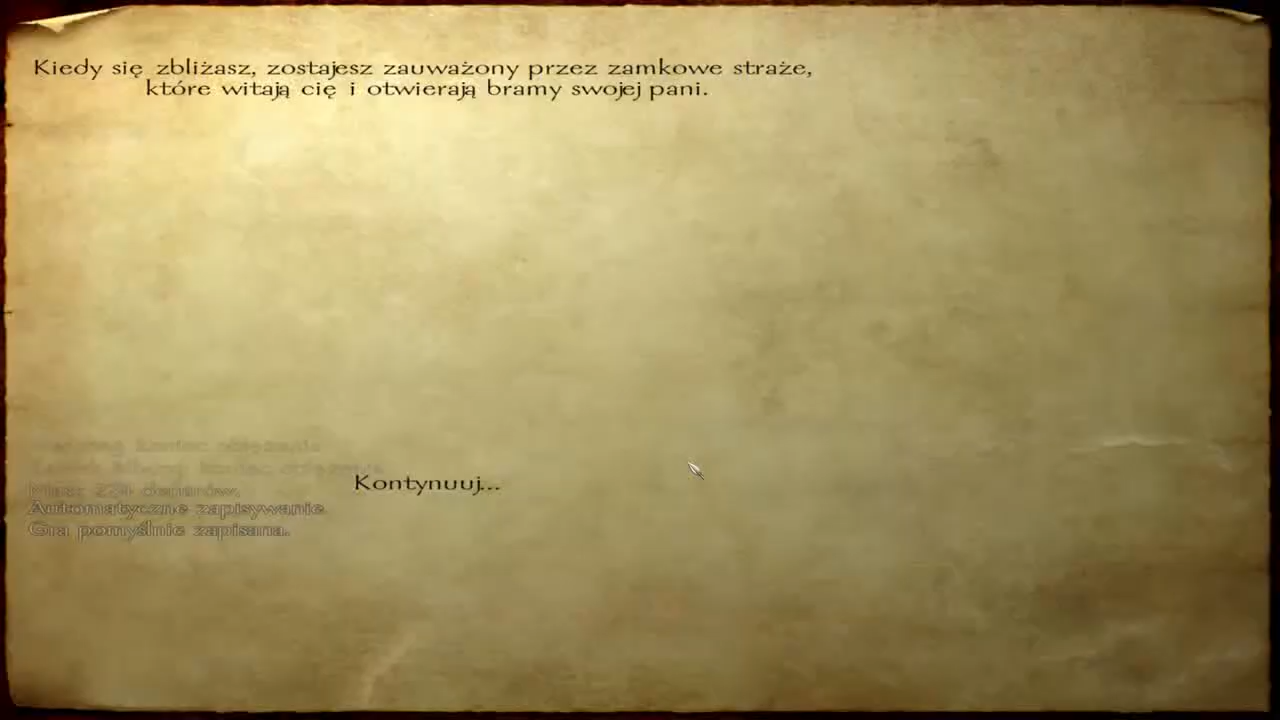 Kiedy się zbliżasz, zostajesz zauważony przez zamkowe straże,
które witają cię i otwierają bramy swojej pani.
Kontynuuj...
denarów.
Automatyczne zapisywanie.
Gra pomyślnie zapisana.